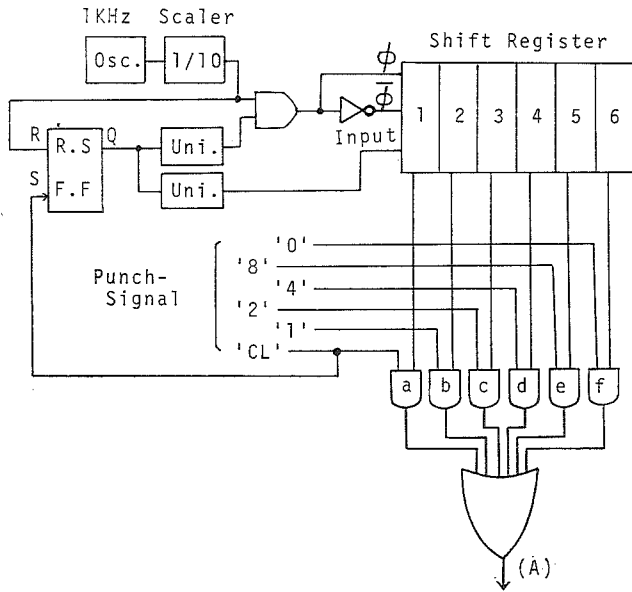 1KHz Scaler
Osc. 1/10
Shift Register
ϕ
ϕ̅
Input
1 2 3 4 5 6
R R.S Q Uni.
S F.F Uni.
Punch-
Signal
'0'
'8'
'4'
'2'
'1'
'CL'
a b c d e f
(A)